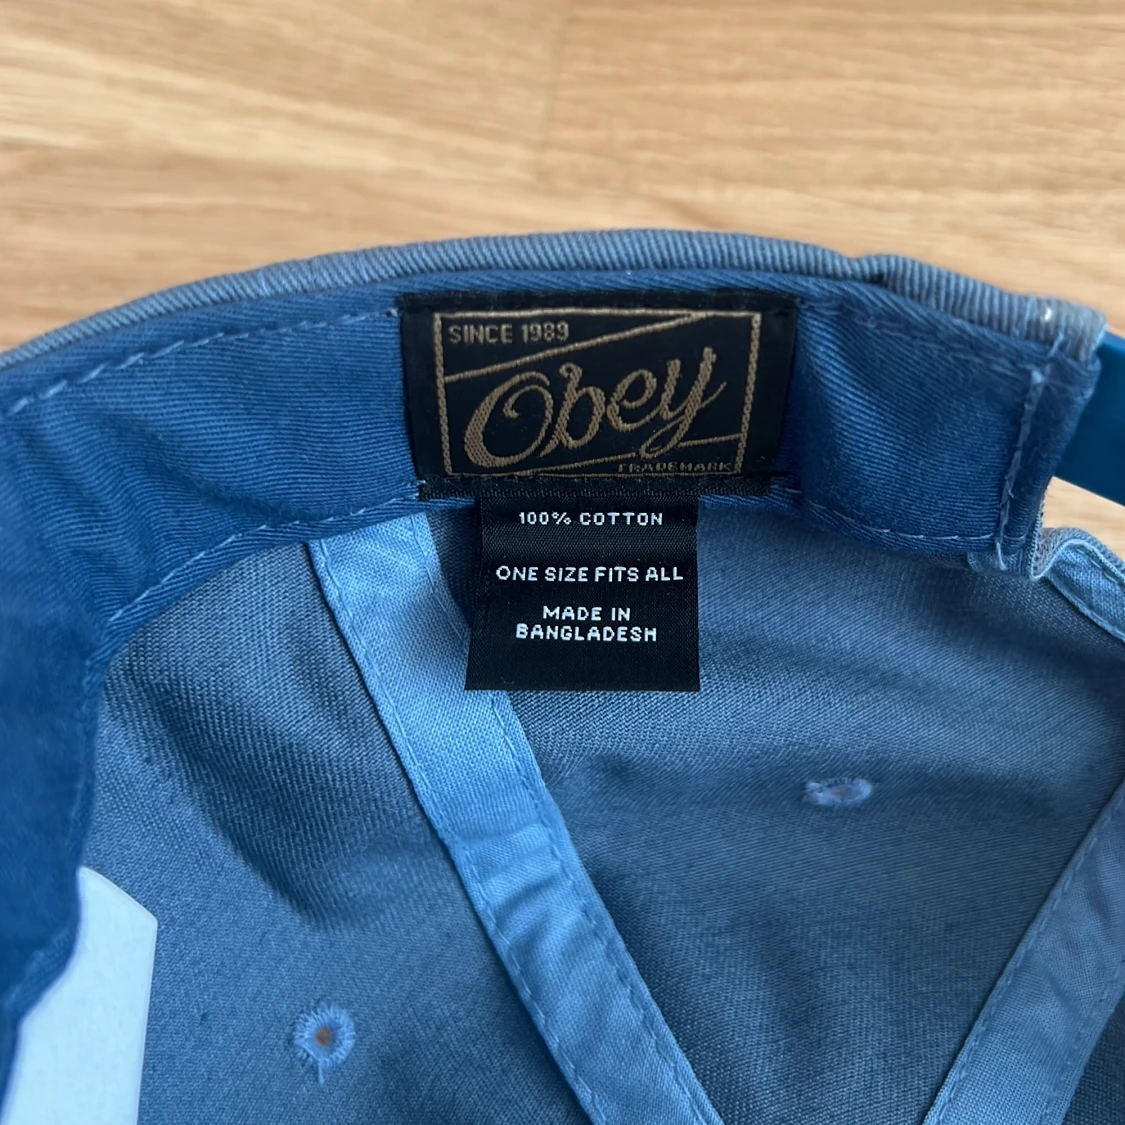 SINCE 1989
Obey
TRADEMARK
100% COTTON
ONE SIZE FITS ALL
MADE IN
BANGLADESH